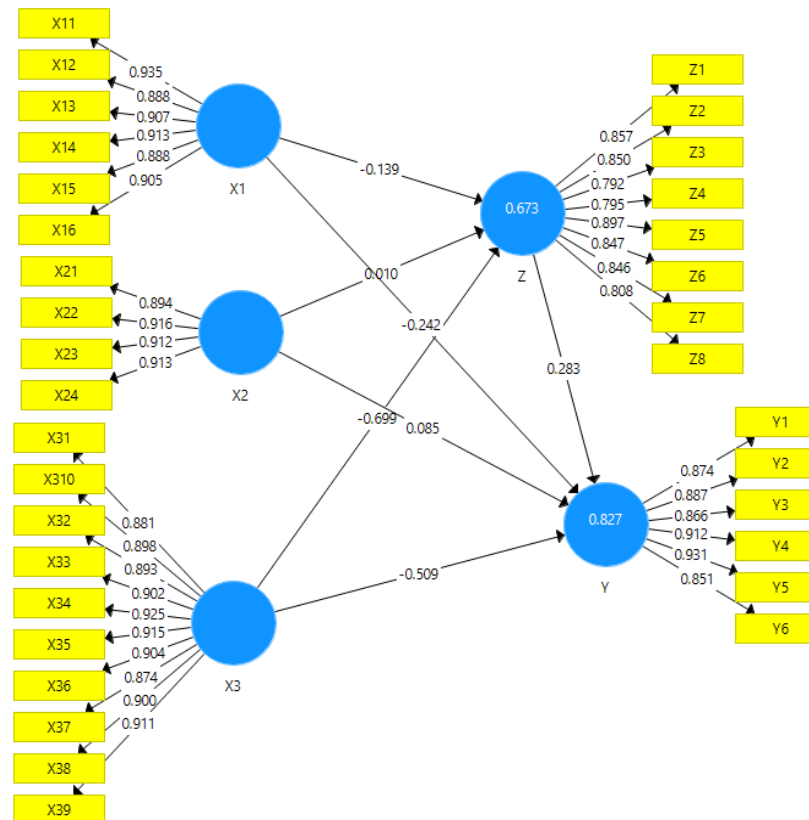 X11
X12
X13
X14
X15
X16
0.935
0.888
0.907
0.913
0.888
0.905
X1
X21
X22
X23
X24
0.894
0.916
0.912
0.913
X2
X31
X310
X32
X33
X34
X35
X36
X37
X38
X39
0.881
0.898
0.893
0.902
0.925
0.915
0.904
0.874
0.900
0.911
X3
-0.139
0.010
-0.242
-0.699
0.085
-0.509
0.283
0.673
Z
0.857
0.850
0.792
0.795
0.897
0.847
0.846
0.808
Z1
Z2
Z3
Z4
Z5
Z6
Z7
Z8
0.827
Y
0.874
0.887
0.866
0.912
0.931
0.851
Y1
Y2
Y3
Y4
Y5
Y6